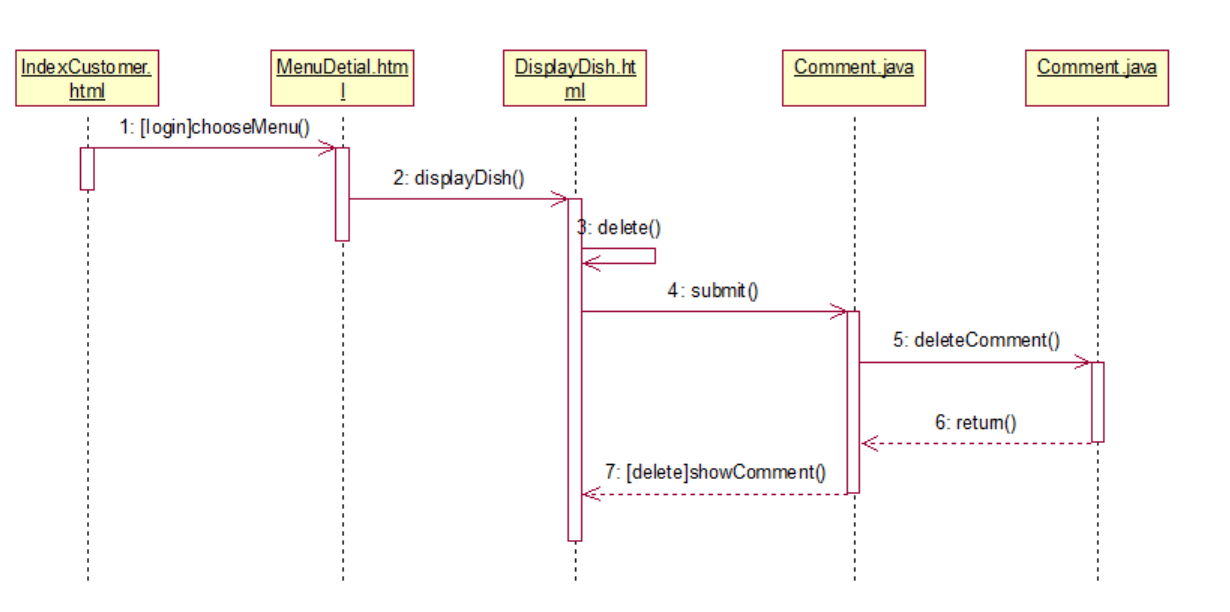 IndexCustomer.
html
MenuDetial.htm
l
DisplayDish.ht
ml
Comment.java
Comment.java
1: [login]chooseMenu()
2: displayDish()
3: delete()
4: submit()
5: deleteComment()
6: return()
7: [delete]showComment()